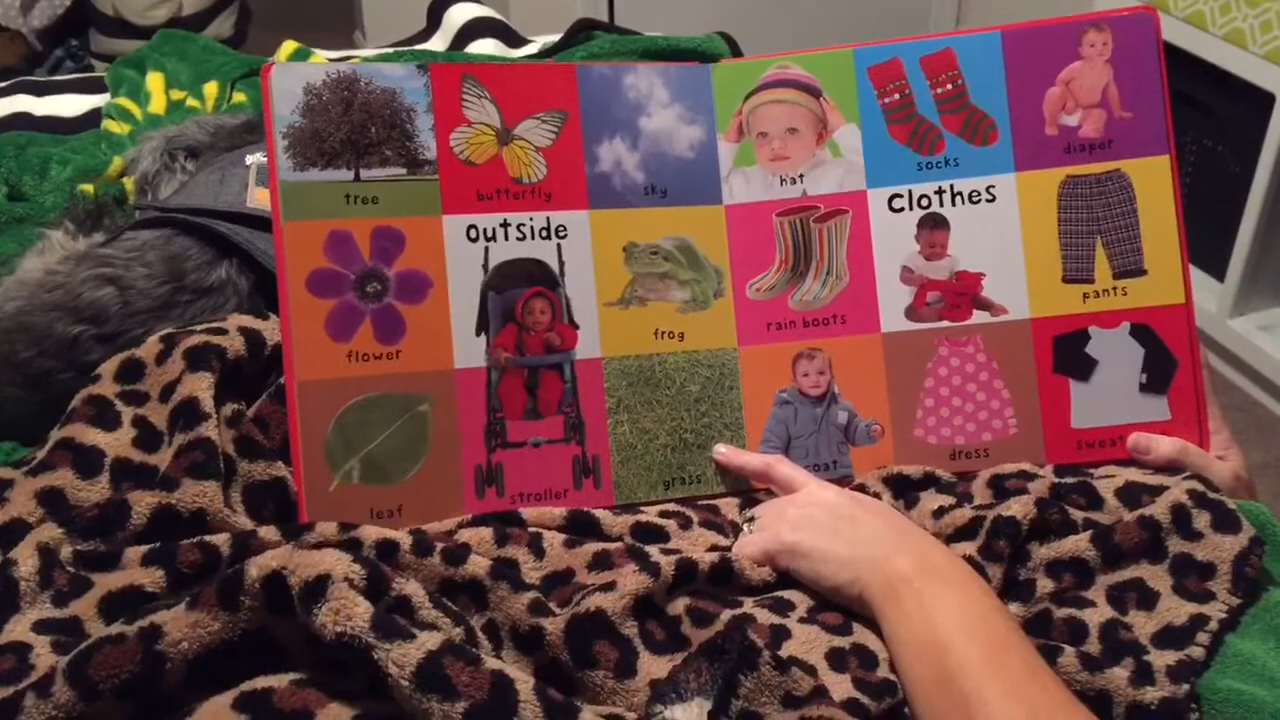 tree
butterfly
sky
Outside
flower
frog
leaf
stroller
grass
hat
socks
diaper
Clothes
rain boots
pants
coat
dress